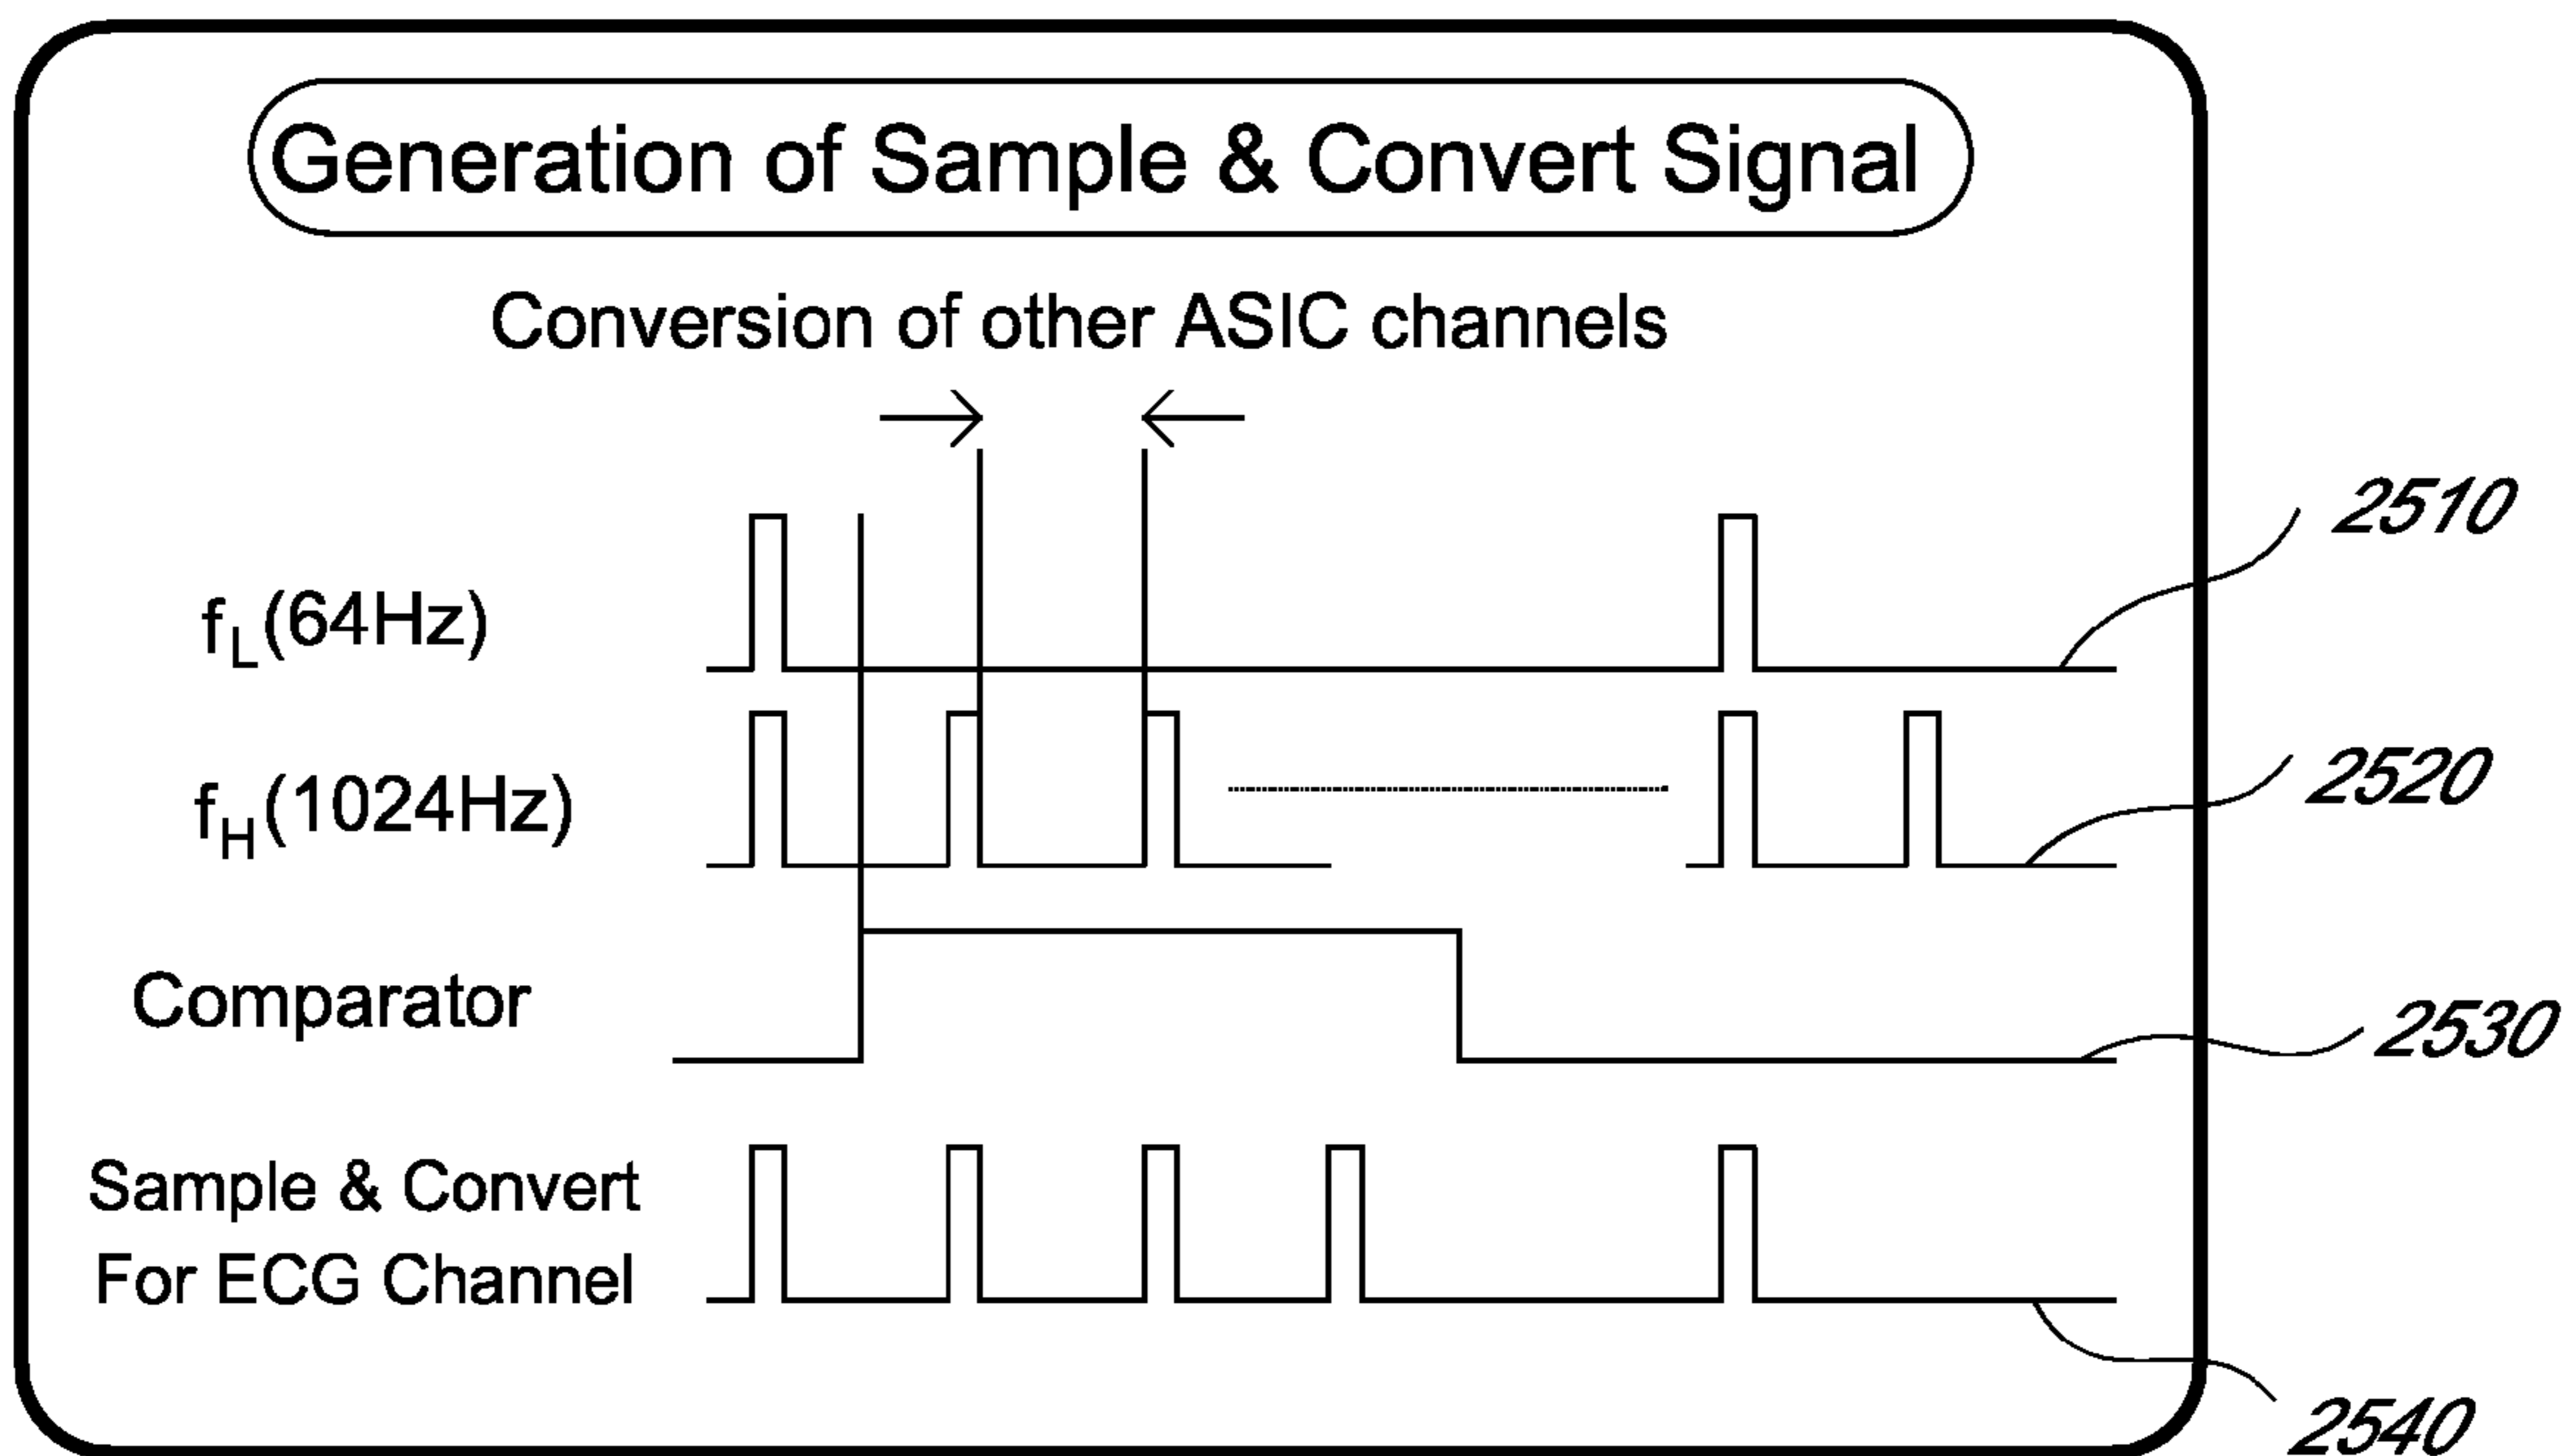 Generation of Sample & Convert Signal
Conversion of other ASIC channels
fL(64Hz)
2510
fH(1024Hz)
2520
Comparator
2530
Sample & Convert
For ECG Channel
2540